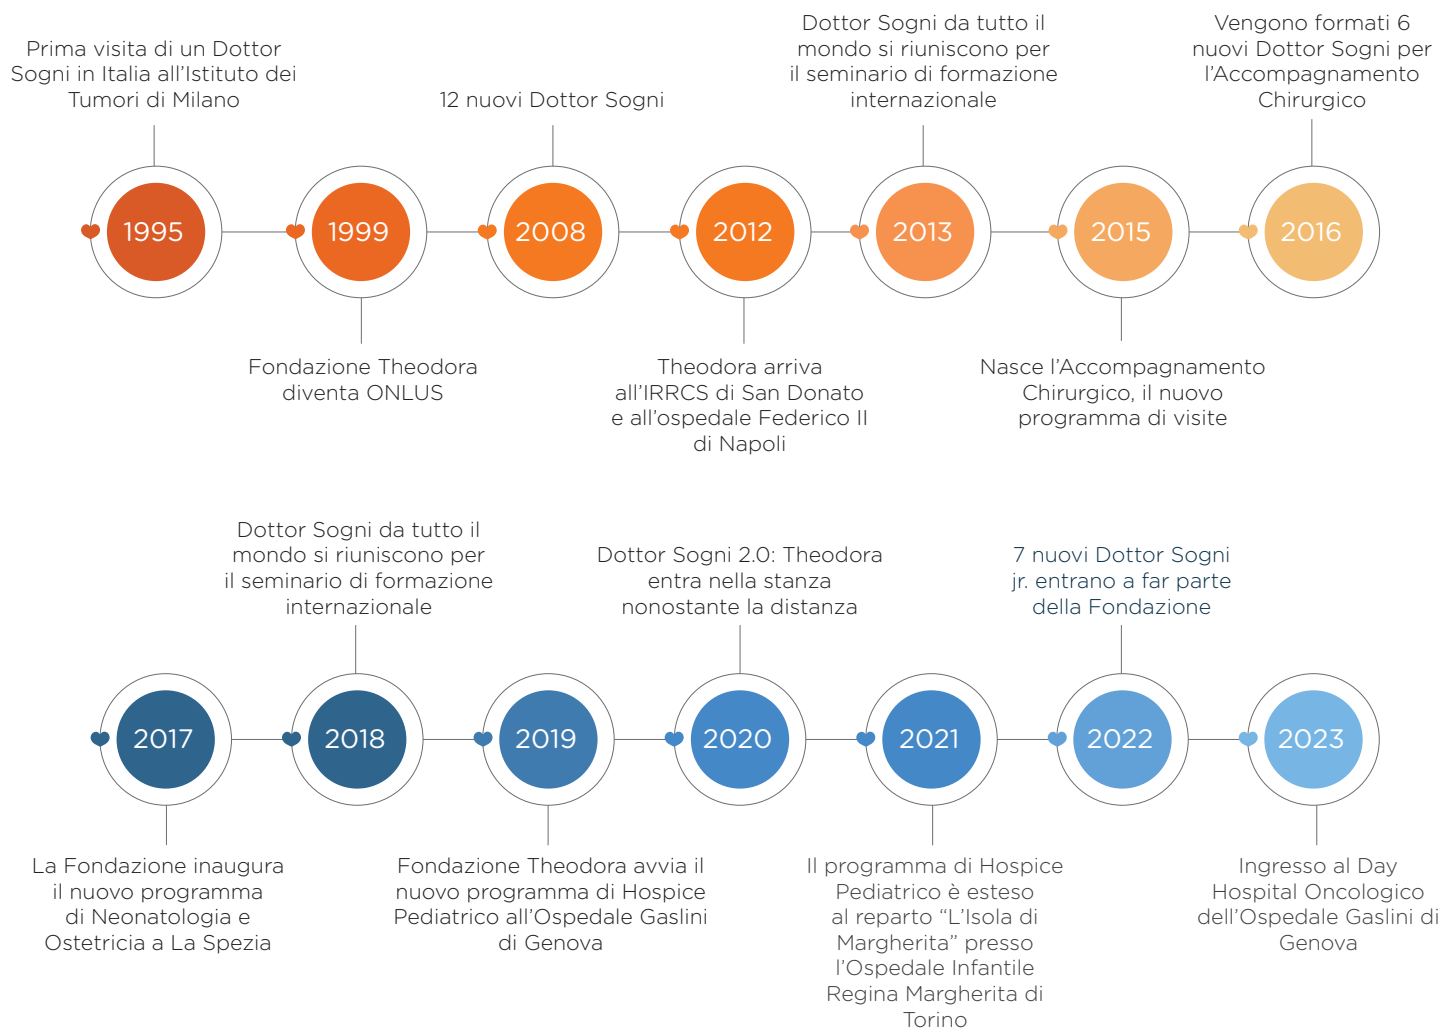 Prima visita di un Dottor
Sogni in Italia all'Istituto dei
Tumori di Milano
1995
1999
Fondazione Theodora
diventa ONLUS
12 nuovi Dottor Sogni
2008
2012
Theodora arriva
all'IRRCS di San Donato
e all'ospedale Federico II
di Napoli
Dottor Sogni da tutto il
mondo si riuniscono per
il seminario di formazione
internazionale
2013
2015
Nasce l'Accompagnamento
Chirurgico, il nuovo
programma di visite
Vengono formati 6
nuovi Dottor Sogni per
l'Accompagnamento
Chirurgico
2016
2017
La Fondazione inaugura
il nuovo programma
di Neonatologia e
Ostetricia a La Spezia
Dottor Sogni da tutto il
mondo si riuniscono per
il seminario di formazione
internazionale
2018
2019
Fondazione Theodora avvia il
nuovo programma di Hospice
Pediatrico all'Ospedale Gaslini
di Genova
Dottor Sogni 2.0: Theodora
entra nella stanza
nonostante la distanza
2020
2021
Il programma di Hospice
Pediatrico è esteso
al reparto “L'Isola di
Margherita” presso
l'Ospedale Infantile
Regina Margherita di
Torino
7 nuovi Dottor Sogni
jr. entrano a far parte
della Fondazione
2022
2023
Ingresso al Day
Hospital Oncologico
dell'Ospedale Gaslini di
Genova